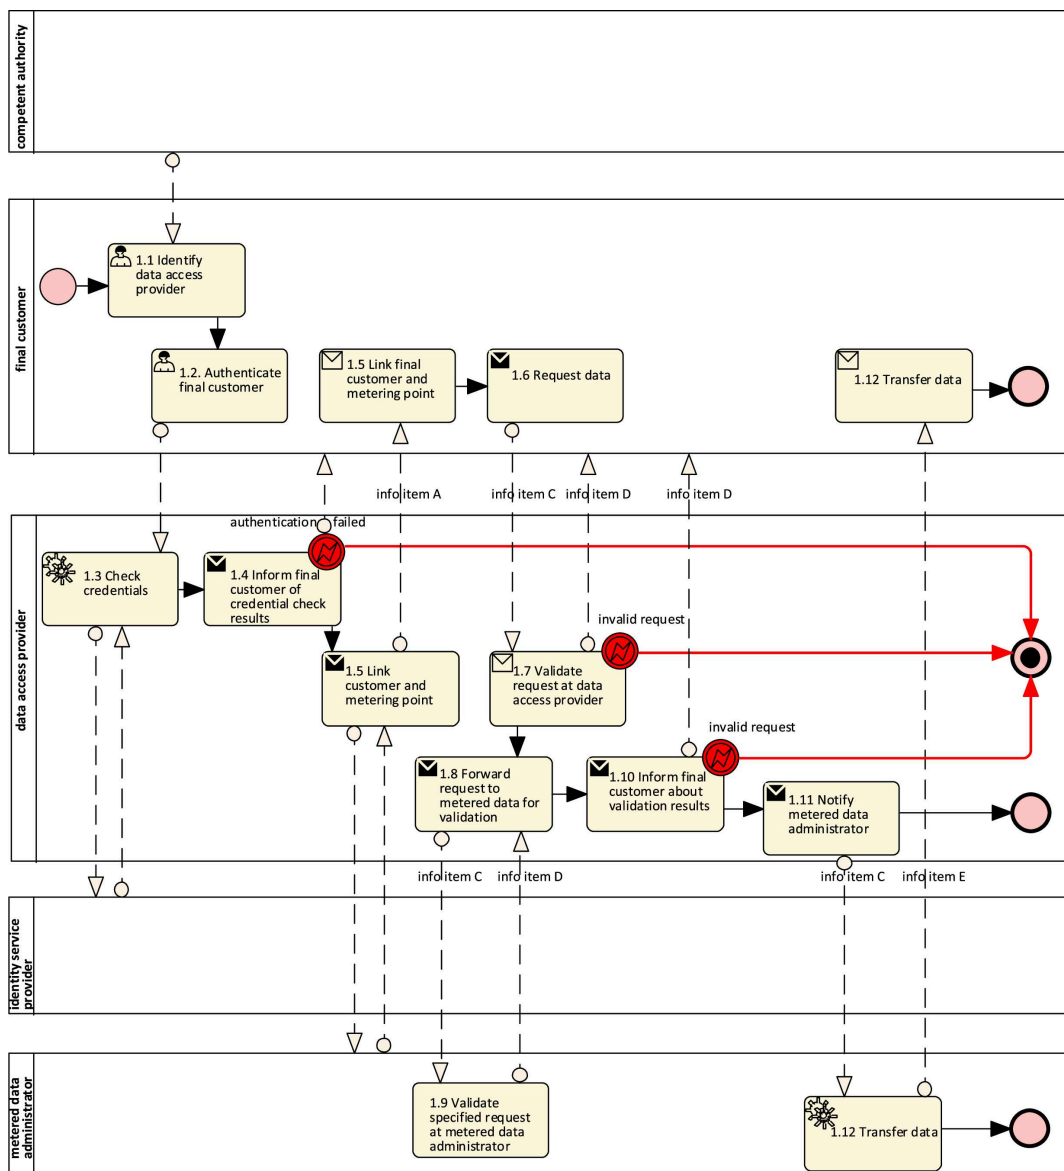 competent authority
final customer
1.1 Identify
data access
provider
1.2. Authenticate
final customer
1.5 Link final
customer and
metering point
1.6 Request data
1.12 Transfer data
info item A
info item C
info item D
info item D
data access provider
authentication failed
1.3 Check
credentials
1.4 Inform final
customer of
credential check
results
invalid request
1.5 Link
customer and
metering point
1.7 Validate
request at data
access provider
invalid request
1.8 Forward
request to
metered data for
validation
1.10 Inform final
customer about
validation results
1.11 Notify
metered data
administrator
info item C
info item D
info item C
info item E
identity service
provider
metered data
administrator
1.9 Validate
specified request
at metered data
administrator
1.12 Transfer data